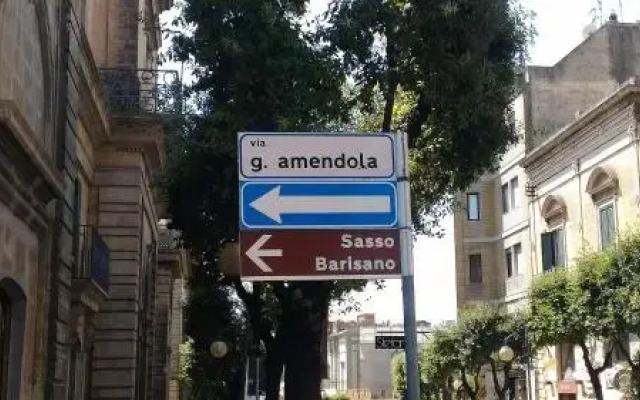 via
g. amendola
Sasso
Barisano